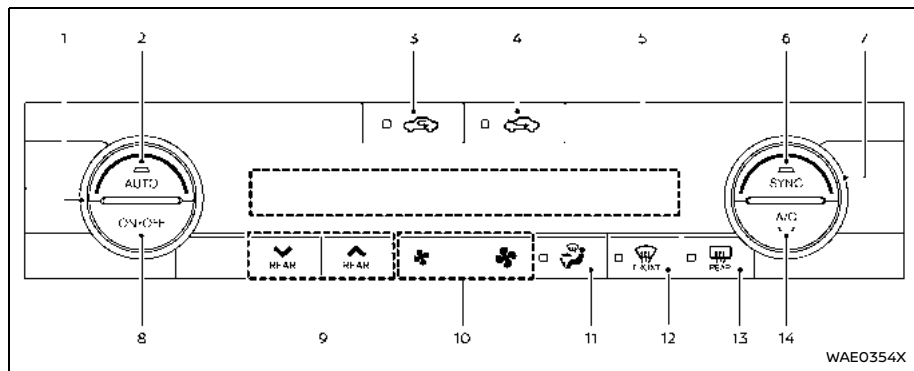 1 2 3 4 5 6 7
AUTO SYNC
ON•OFF A/C
REAR REAR FRONT REAR
8 9 10 11 12 13 14
WAE0354X